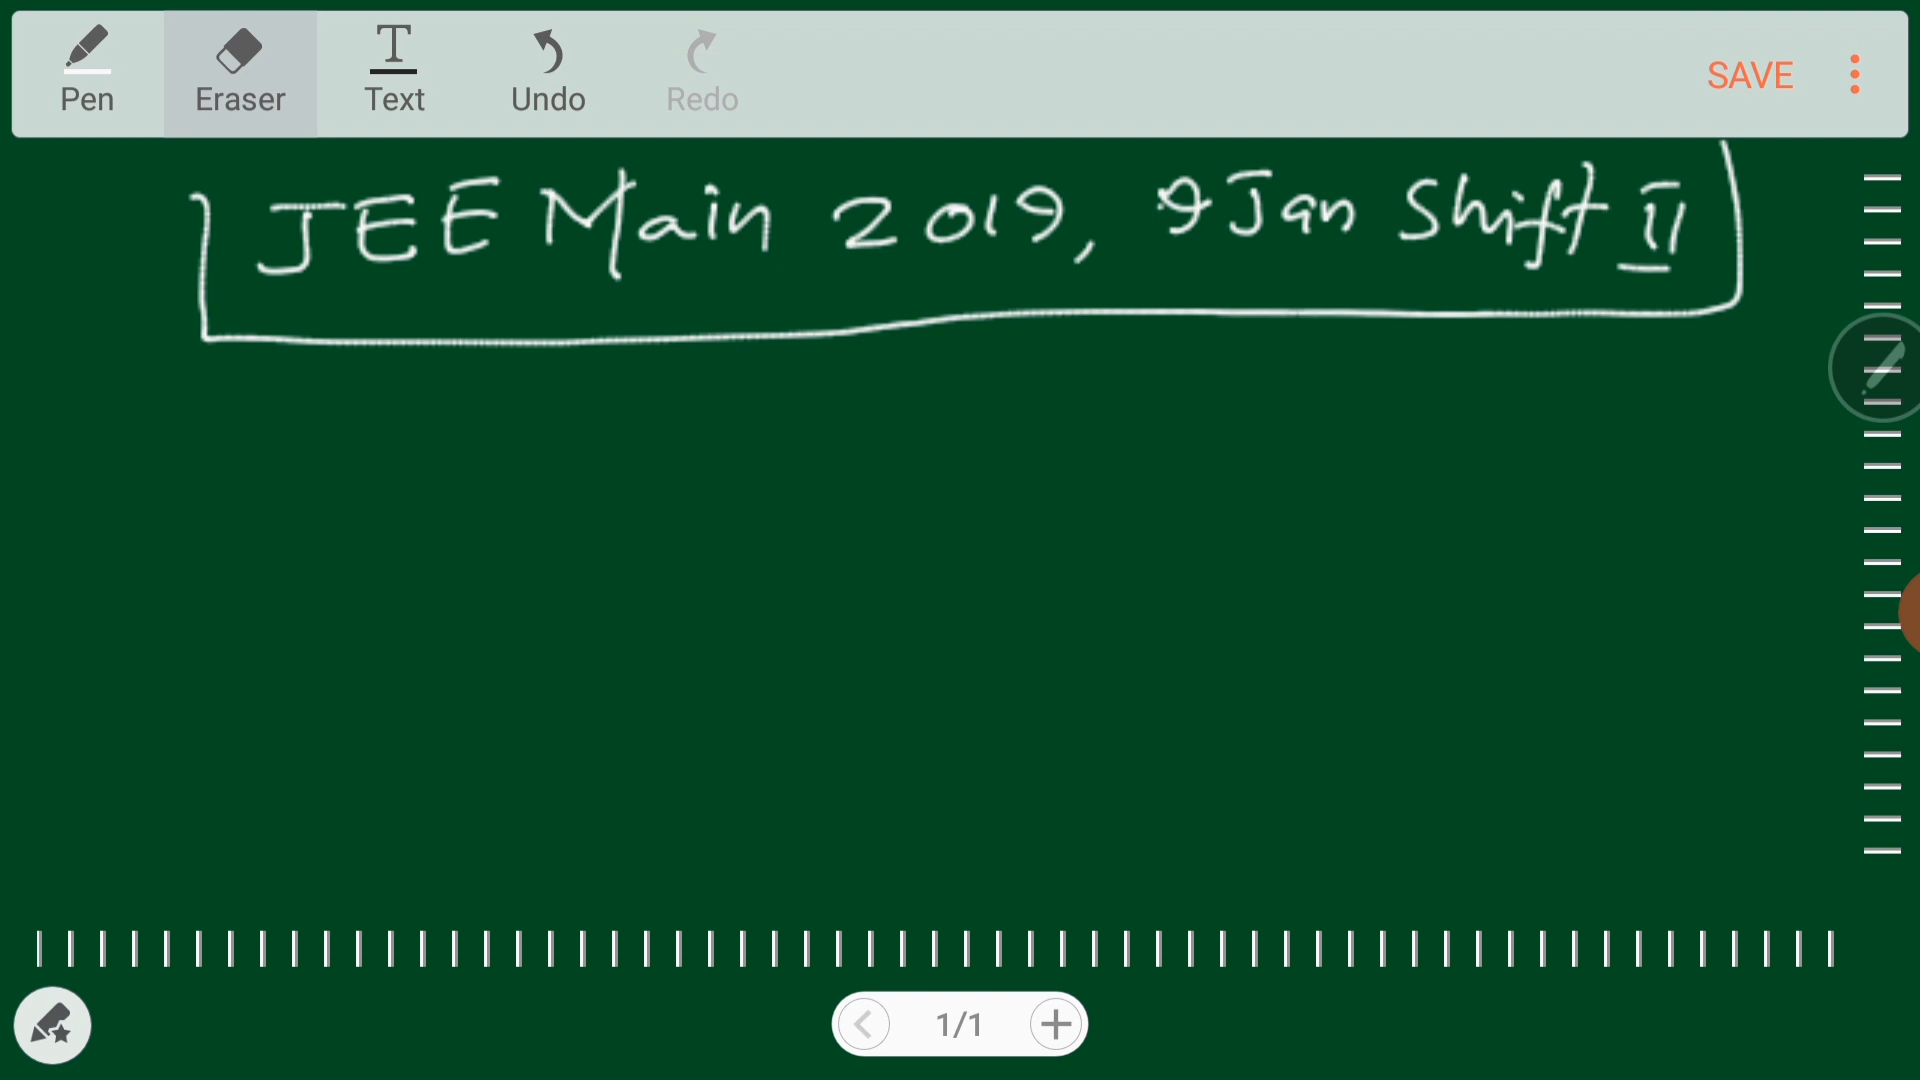 Pen Eraser Text Undo Redo SAVE
JEE Main 2019, 9 Jan Shift II
1/1